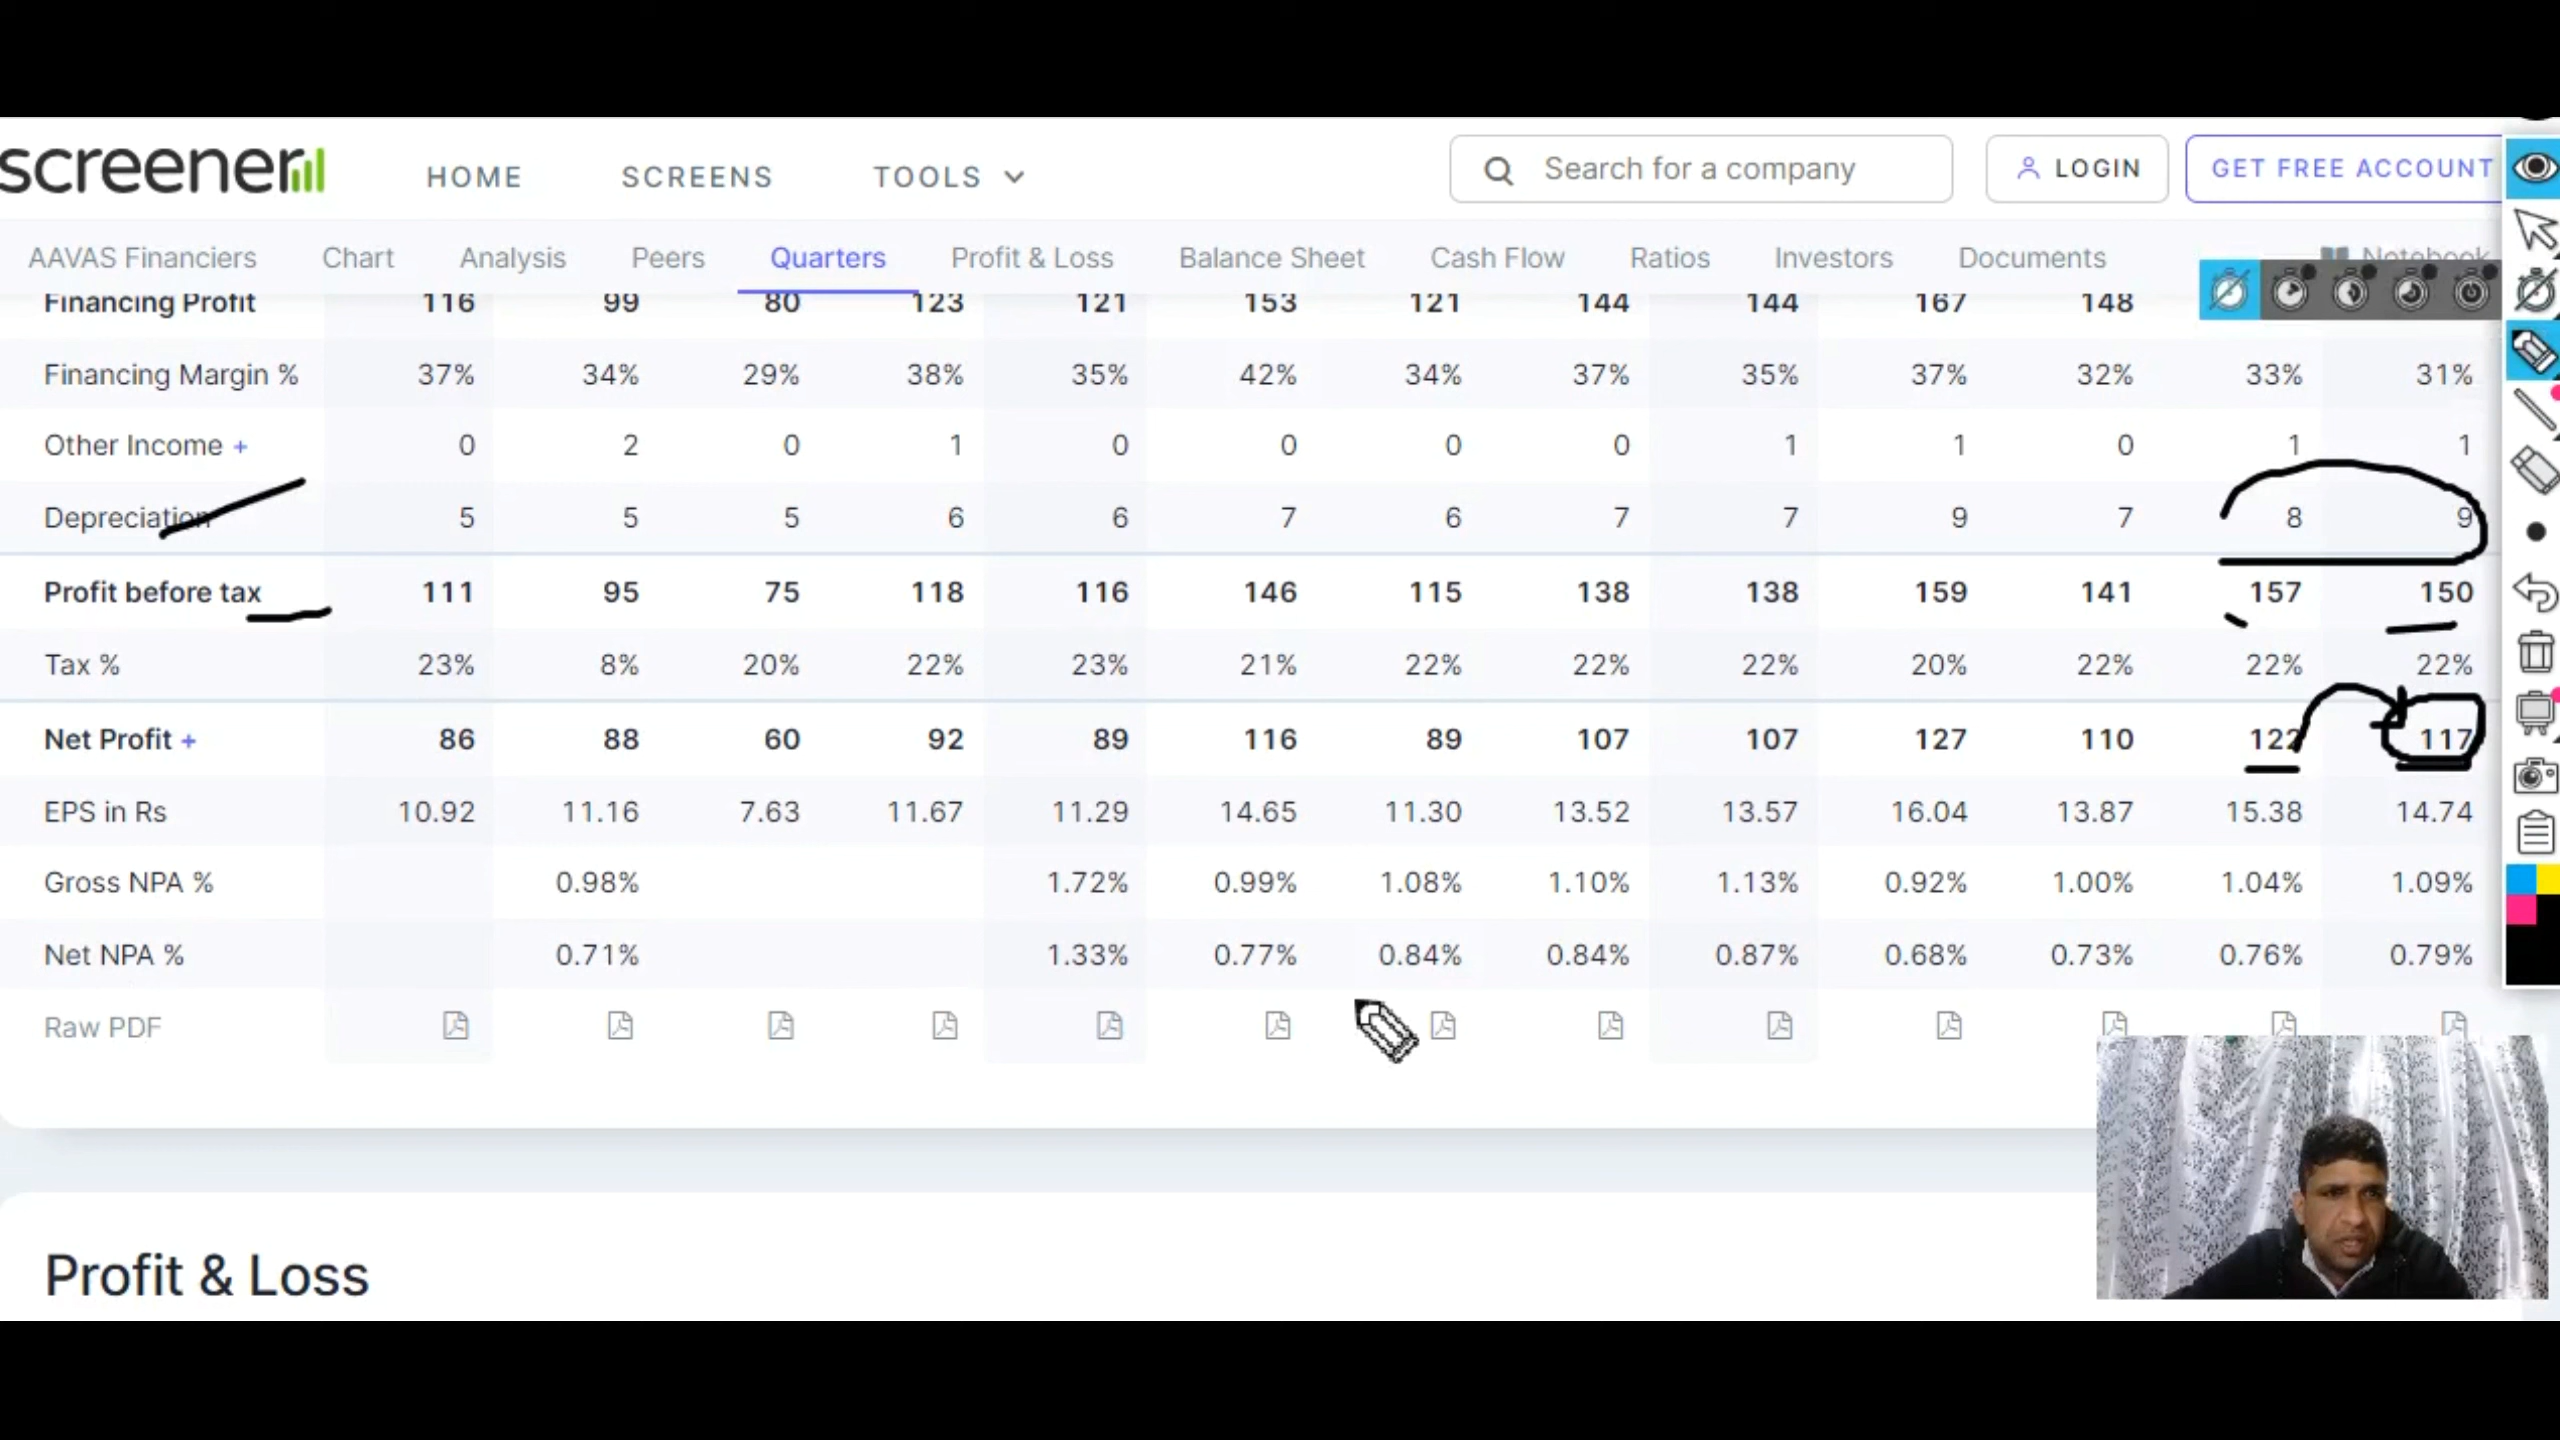 screener
HOME SCREENS TOOLS Search for a company LOGIN GET FREE ACCOUNT
AAVAS Financiers Chart Analysis Peers Quarters Profit & Loss Balance Sheet Cash Flow Ratios Investors Documents Notebook
Financing Profit 116 99 80 123 121 153 121 144 144 167 148
Financing Margin % 37% 34% 29% 38% 35% 42% 34% 37% 35% 37% 32% 33% 31%
Other Income + 0 2 0 1 0 0 0 0 1 1 0 1 1
Depreciation 5 5 5 6 6 7 6 7 7 9 7 8 9
Profit before tax 111 95 75 118 116 146 115 138 138 159 141 157 150
Tax % 23% 8% 20% 22% 23% 21% 22% 22% 22% 20% 22% 22% 22%
Net Profit + 86 88 60 92 89 116 89 107 107 127 110 122 117
EPS in Rs 10.92 11.16 7.63 11.67 11.29 14.65 11.30 13.52 13.57 16.04 13.87 15.38 14.74
Gross NPA % 0.98% 1.72% 0.99% 1.08% 1.10% 1.13% 0.92% 1.00% 1.04% 1.09%
Net NPA % 0.71% 1.33% 0.77% 0.84% 0.84% 0.87% 0.68% 0.73% 0.76% 0.79%
Raw PDF
Profit & Loss